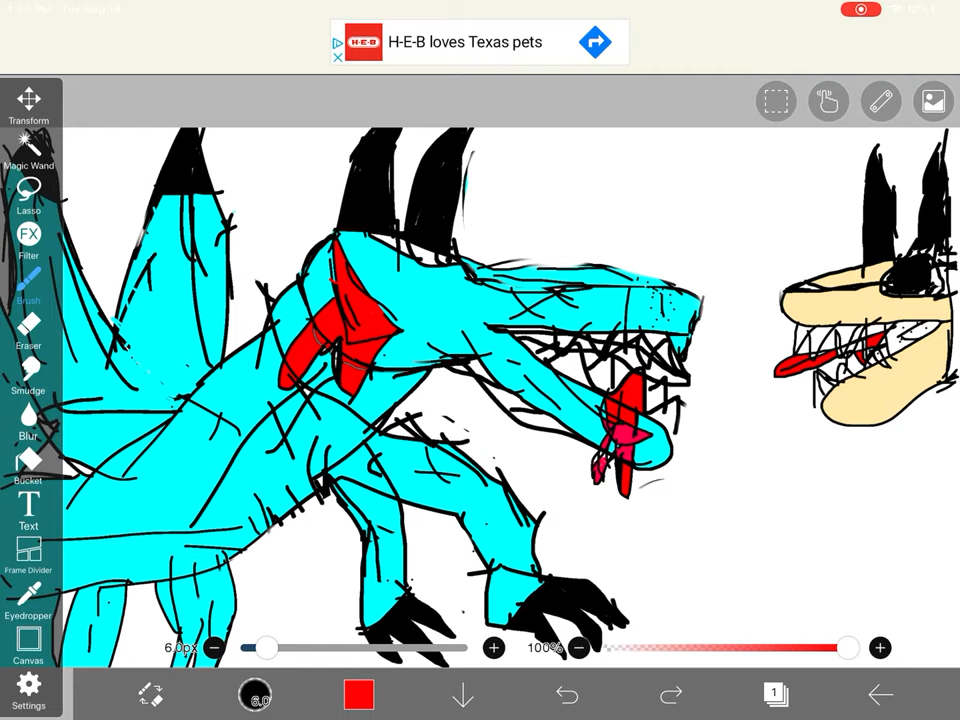 H-E-B
H-E-B loves Texas pets
Transform
Magic Wand
Lasso
FX
Filter
Brush
Eraser
Smudge
Blur
Bucket
T
Text
Frame Divider
Eyedropper
Canvas
Settings
6.0px
100%
6.0
1